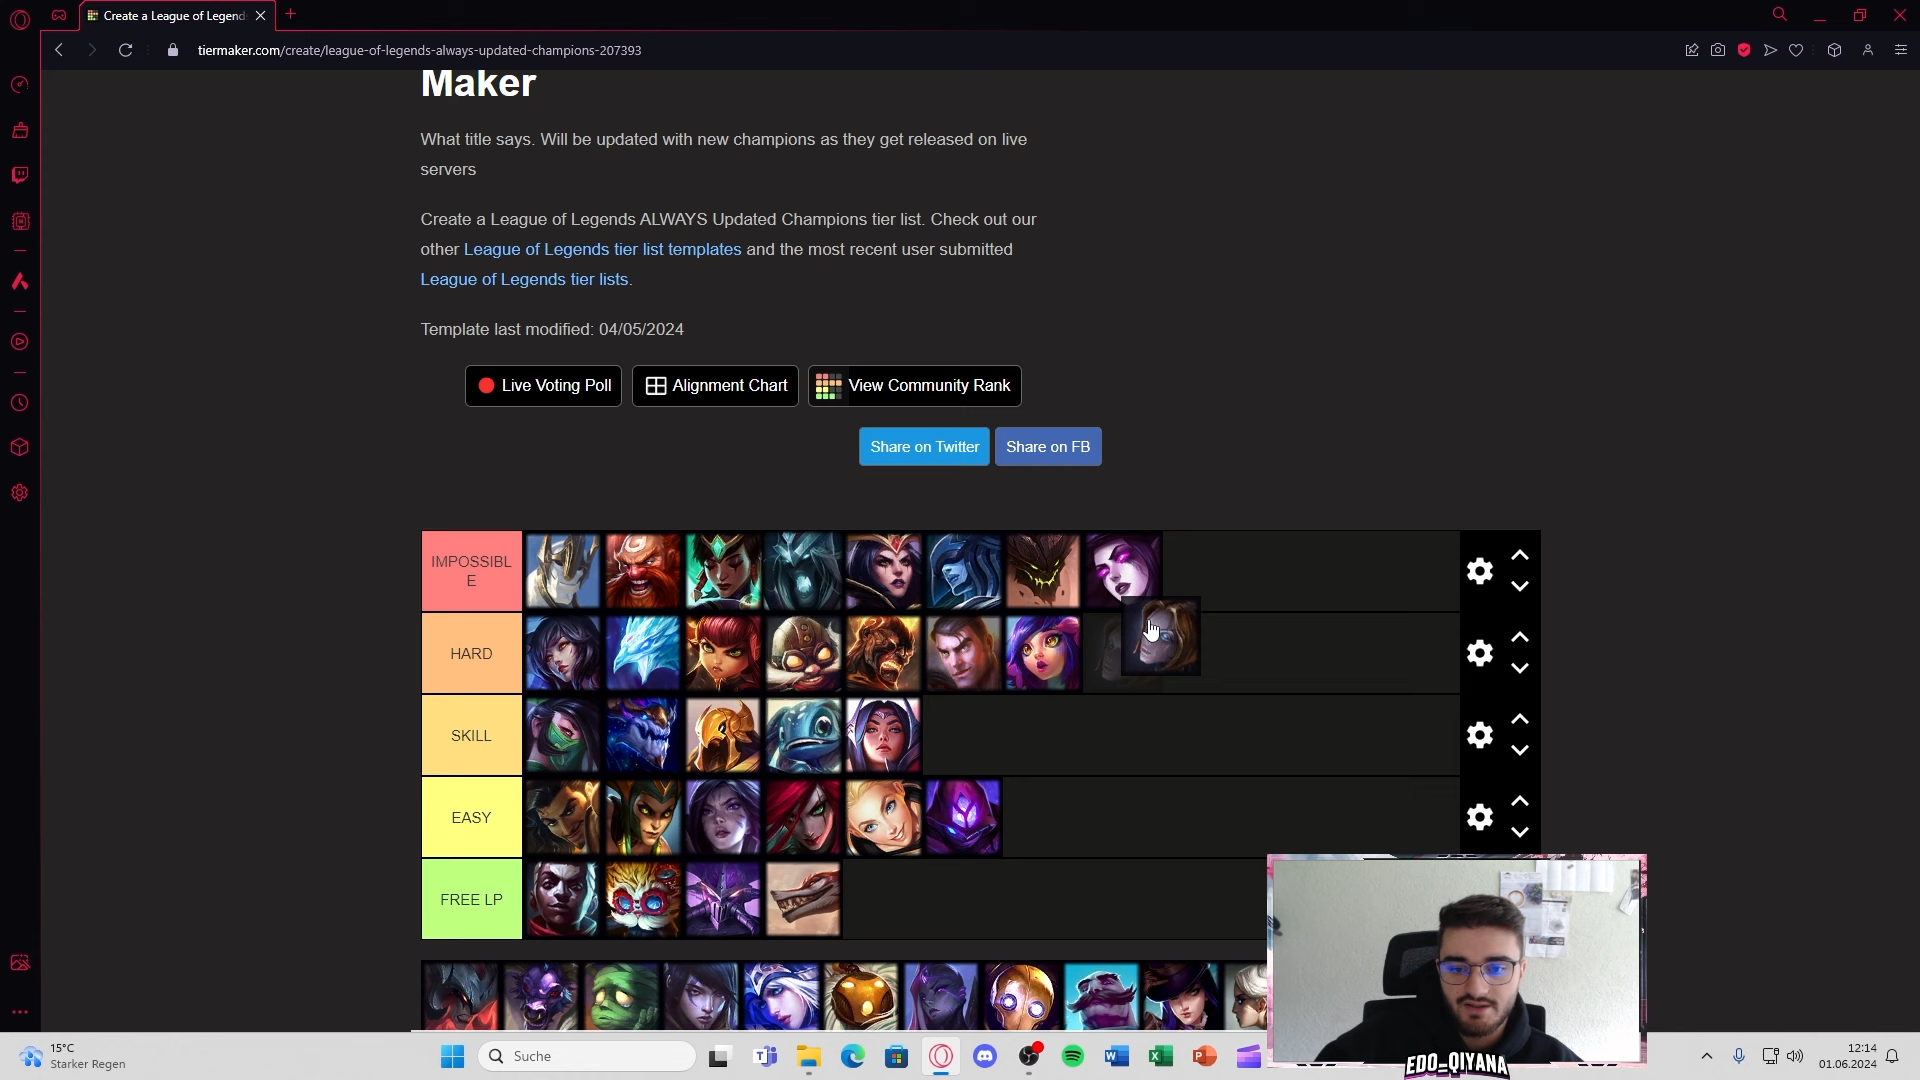 Create a League of Legend
tiermaker.com/create/league-of-legends-always-updated-champions-207393
Maker
What title says. Will be updated with new champions as they get released on live
servers
Create a League of Legends ALWAYS Updated Champions tier list. Check out our
other League of Legends tier list templates and the most recent user submitted
League of Legends tier lists.
Template last modified: 04/05/2024
Live Voting Poll
Alignment Chart
View Community Rank
Share on Twitter
Share on FB
IMPOSSIBL
E
HARD
SKILL
EASY
FREE LP
EDO_QIYANA
15°C
Starker Regen
Suche
12:14
01.06.2024